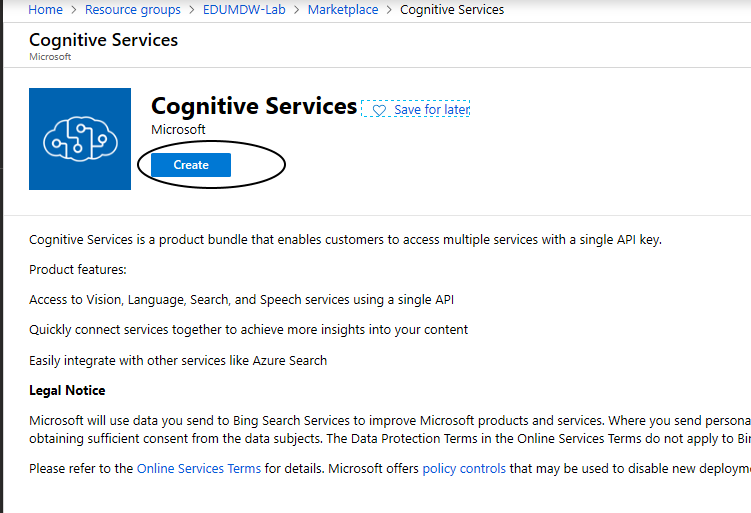 Home > Resource groups > EDUMDW-Lab > Marketplace > Cognitive Services
Cognitive Services
Microsoft
Cognitive Services
Save for later
Microsoft
Create
Cognitive Services is a product bundle that enables customers to access multiple services with a single API key.
Product features:
Access to Vision, Language, Search, and Speech services using a single API
Quickly connect services together to achieve more insights into your content
Easily integrate with other services like Azure Search
Legal Notice
Microsoft will use data you send to Bing Search Services to improve Microsoft products and services. Where you send persona
obtaining sufficient consent from the data subjects. The Data Protection Terms in the Online Services Terms do not apply to Bi
Please refer to the Online Services Terms for details. Microsoft offers policy controls that may be used to disable new deploym